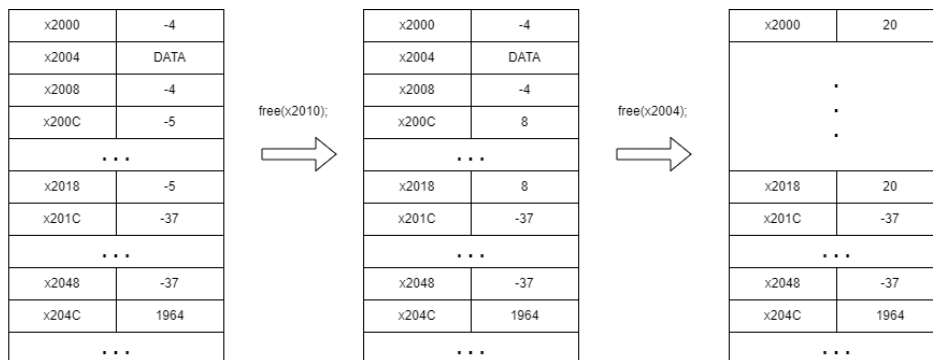 x2000 -4
x2004 DATA
x2008 -4
x200C -5
...
x2018 -5
x201C -37
...
x2048 -37
x204C 1964
...
free(x2010);
x2000 -4
x2004 DATA
x2008 -4
x200C 8
...
x2018 8
x201C -37
...
x2048 -37
x204C 1964
...
free(x2004);
x2000 20
.
.
.
x2018 20
x201C -37
...
x2048 -37
x204C 1964
...